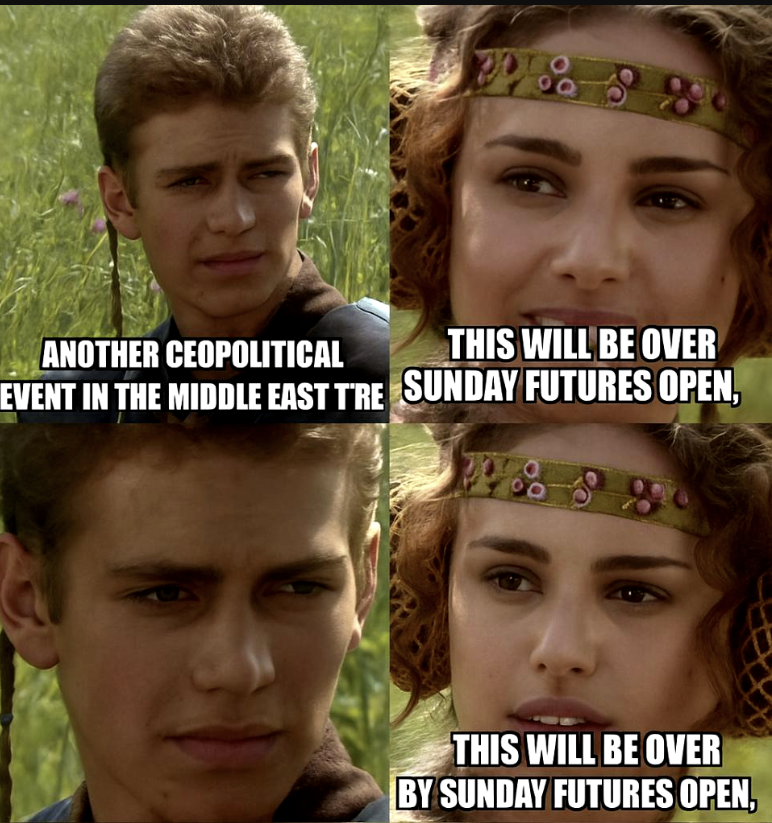 ANOTHER CEOPOLITICAL
EVENT IN THE MIDDLE EAST T'RE
THIS WILL BE OVER
SUNDAY FUTURES OPEN,
THIS WILL BE OVER
BY SUNDAY FUTURES OPEN,